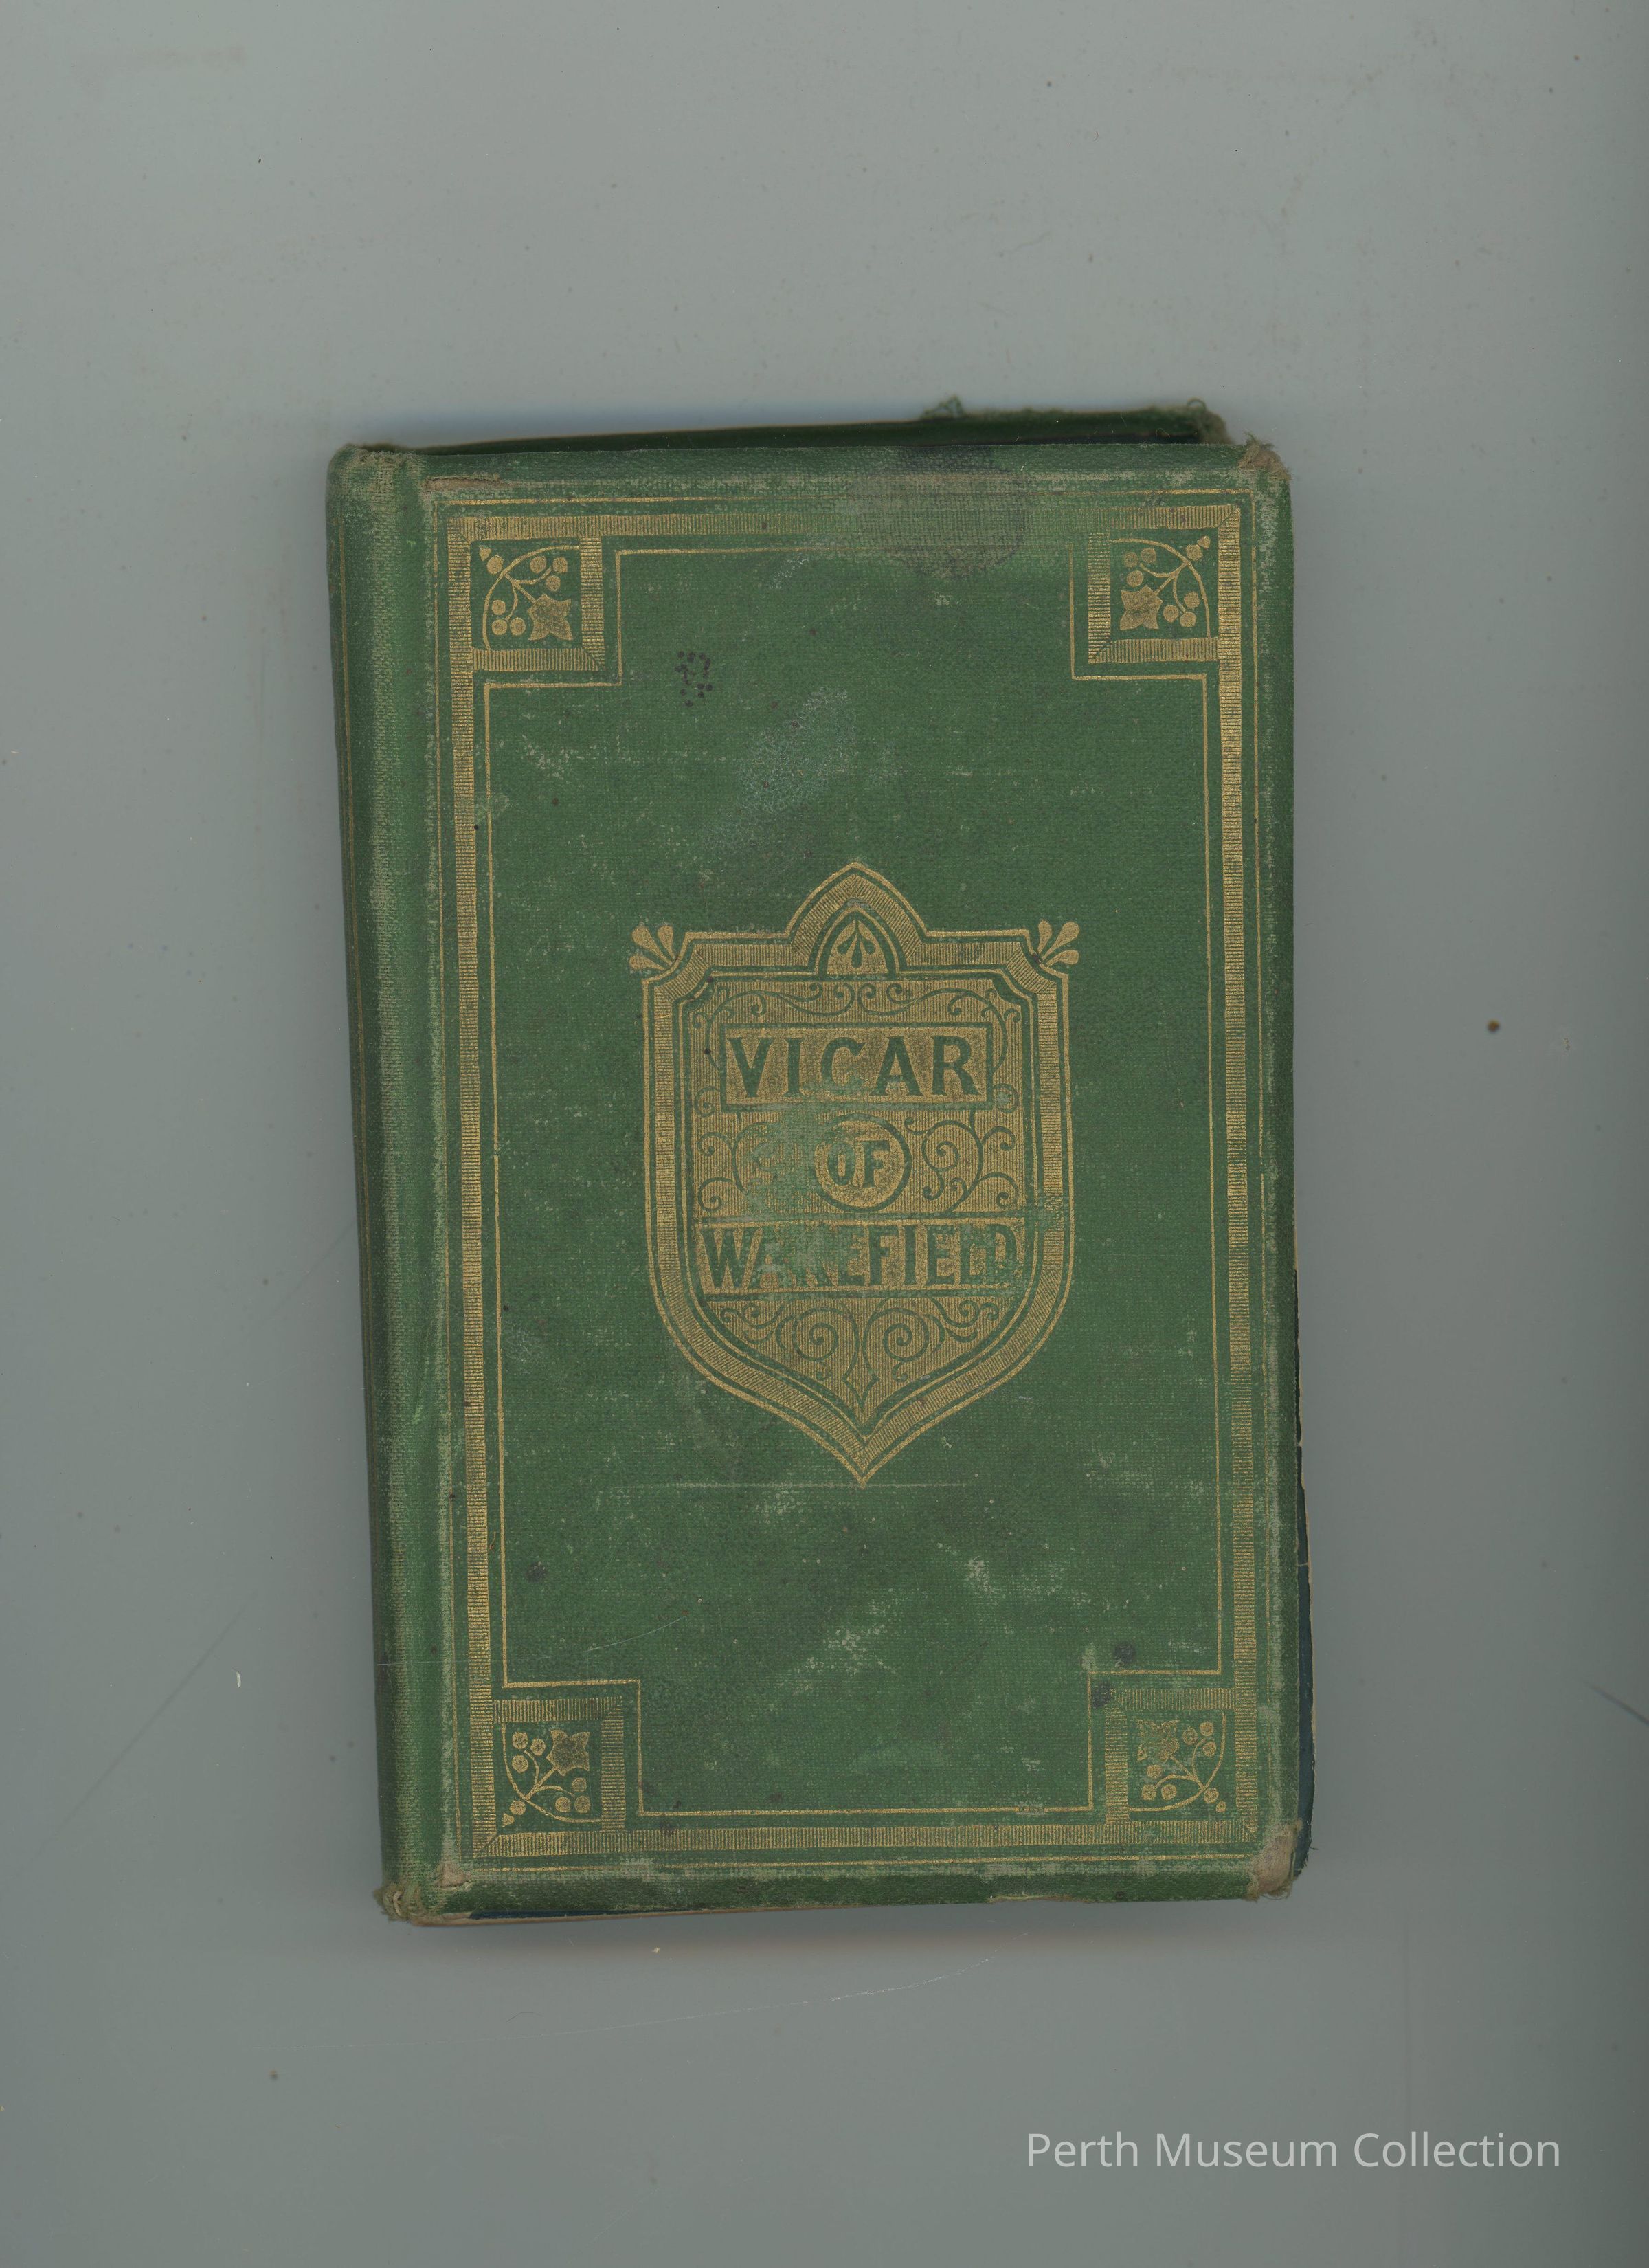 VICAR
OF
WAKEFIELD
Perth Museum Collection